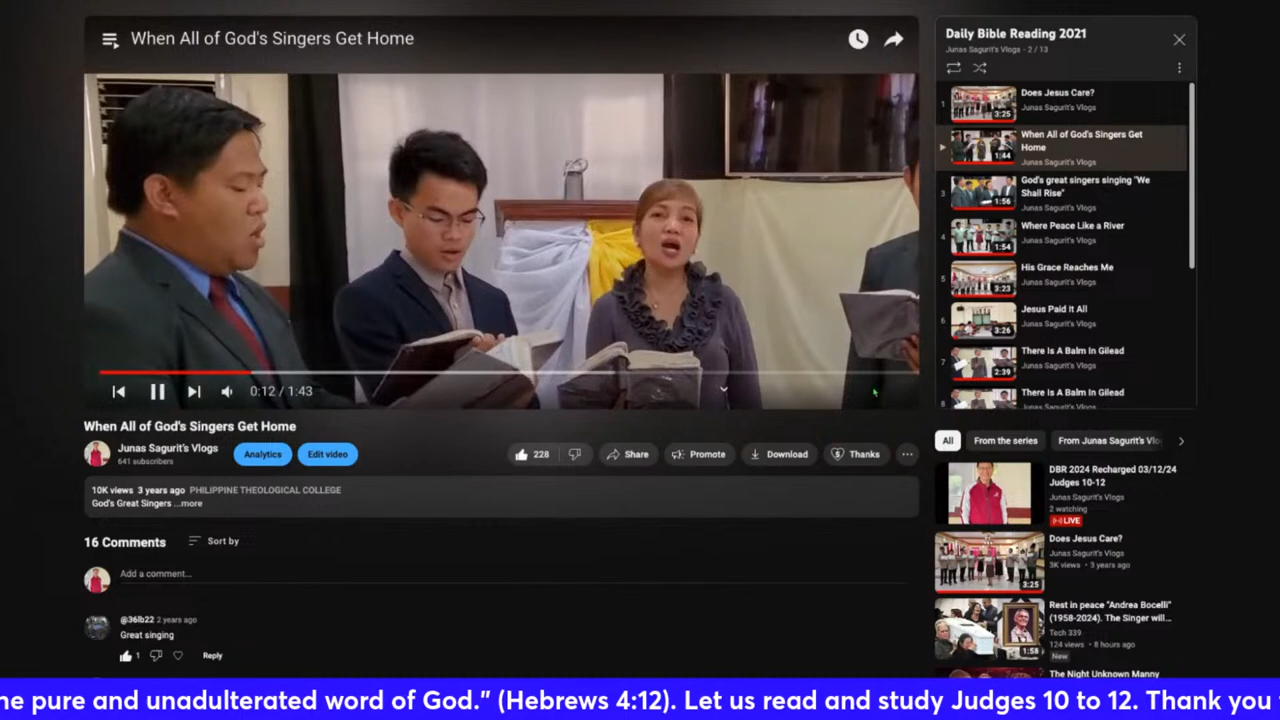 When All of God's Singers Get Home
0:12 / 1:43
When All of God's Singers Get Home
Junas Sagurit's Vlogs
641 subscribers
Analytics
Edit video
228
Share
Promote
Download
Thanks
10K views 3 years ago PHILIPPINE THEOLOGICAL COLLEGE
God's Great Singers ...more
16 Comments
Sort by
Add a comment...
@36lb22 2 years ago
Great singing
1
Reply
Daily Bible Reading 2021
Junas Sagurit's Vlogs - 2 / 13
1
3:25
Does Jesus Care?
Junas Sagurit's Vlogs
1:44
When All of God's Singers Get
Home
Junas Sagurit's Vlogs
3
1:56
God's great singers singing "We
Shall Rise"
Junas Sagurit's Vlogs
4
1:54
Where Peace Like a River
Junas Sagurit's Vlogs
5
3:23
His Grace Reaches Me
Junas Sagurit's Vlogs
6
3:26
Jesus Paid It All
Junas Sagurit's Vlogs
7
2:39
There Is A Balm In Gilead
Junas Sagurit's Vlogs
8
There Is A Balm In Gilead
Junas Sagurit's Vlogs
All
From the series
From Junas Sagurit's Vlo
DBR 2024 Recharged 03/12/24
Judges 10-12
Junas Sagurit's Vlogs
2 watching
LIVE
3:25
Does Jesus Care?
Junas Sagurit's Vlogs
3K views • 3 years ago
1:58
Rest in peace "Andrea Bocelli"
(1958-2024). The Singer will...
Tech 339
124 views • 8 hours ago
New
The Night Unknown Manny
ne pure and unadulterated word of God." (Hebrews 4:12). Let us read and study Judges 10 to 12. Thank you